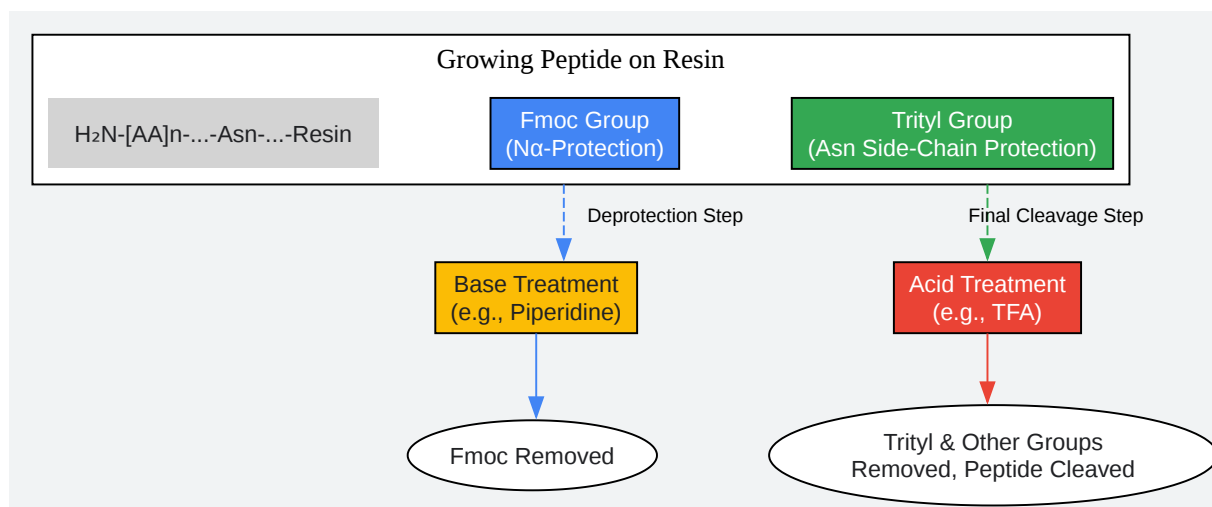 Growing Peptide on Resin
H₂N-[AA]n-...-Asn-...-Resin
Fmoc Group
(Nα-Protection)
Trityl Group
(Asn Side-Chain Protection)
Deprotection Step
Final Cleavage Step
Base Treatment
(e.g., Piperidine)
Acid Treatment
(e.g., TFA)
Fmoc Removed
Trityl & Other Groups
Removed, Peptide Cleaved